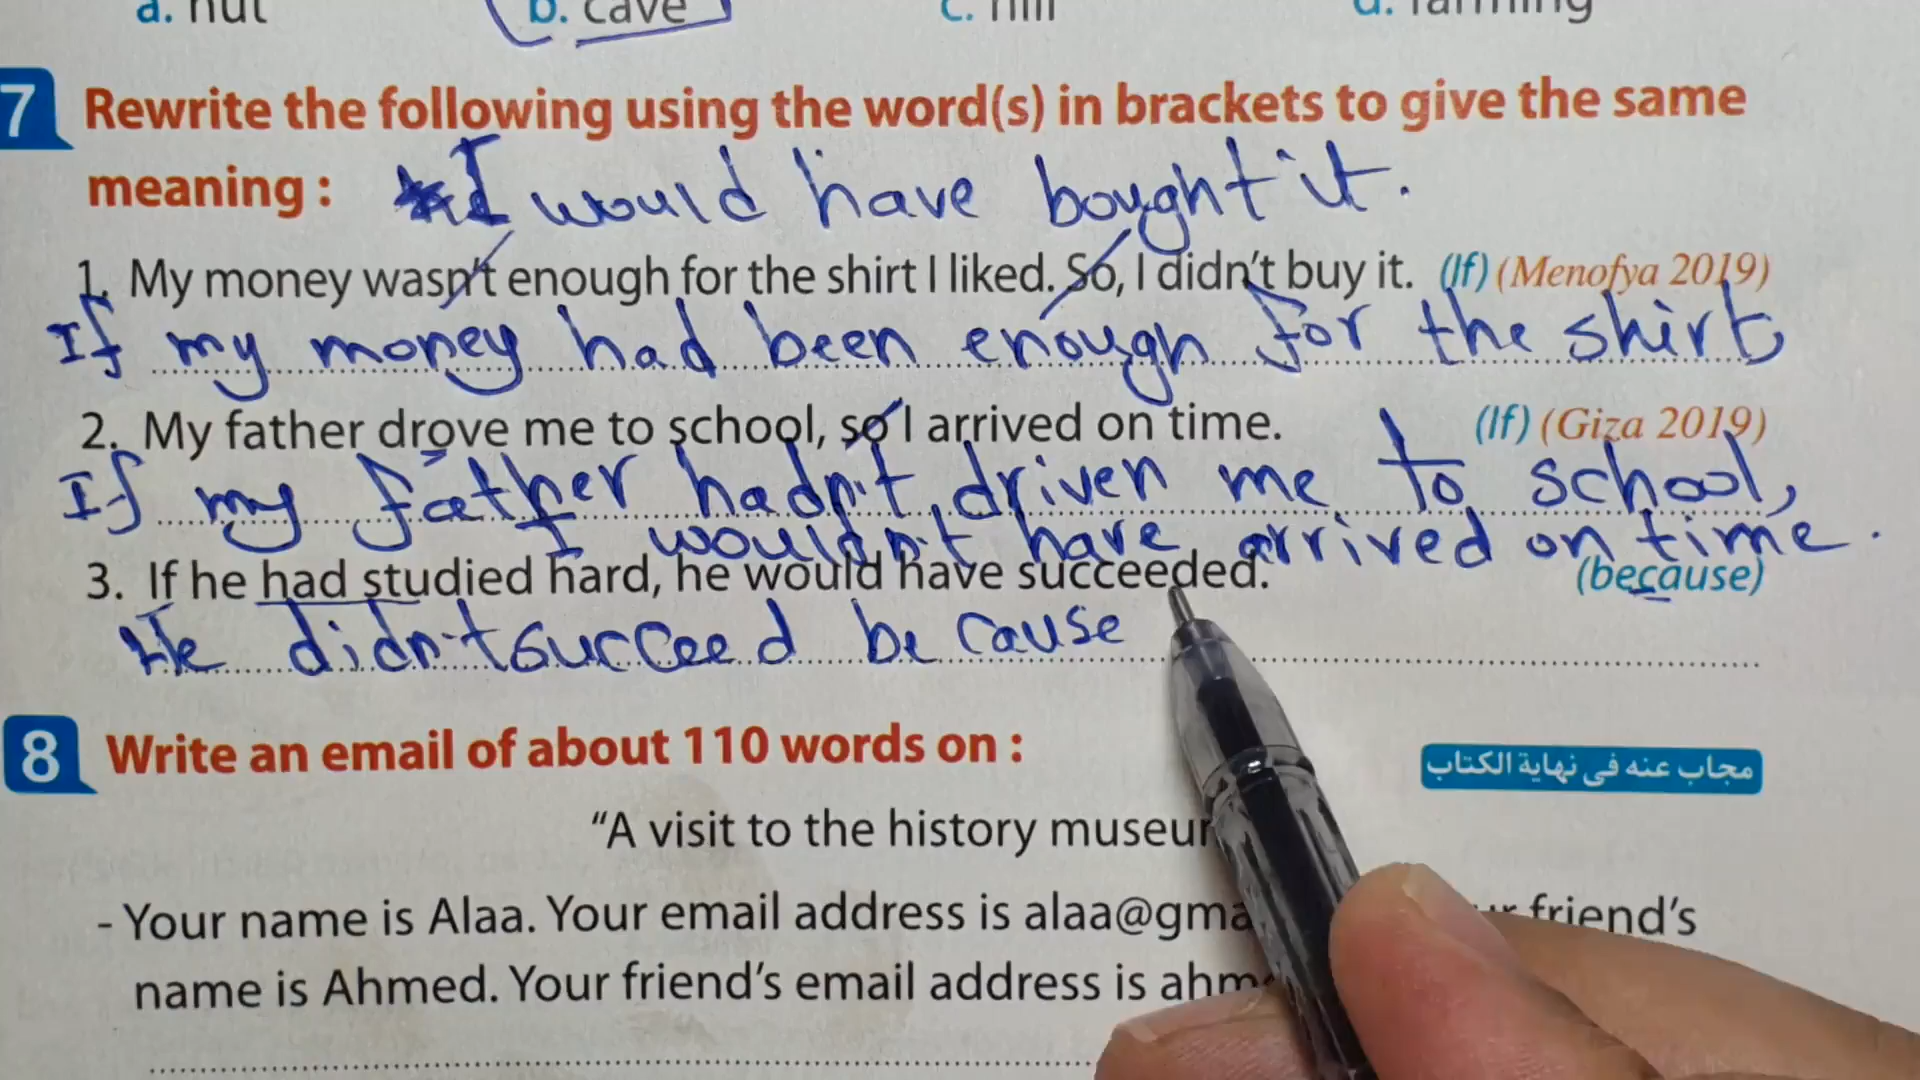 a. hut b. cave c. hill d. farming
7 Rewrite the following using the word(s) in brackets to give the same
meaning :
I would have bought it.
1. My money wasn't enough for the shirt I liked. So, I didn't buy it. (If) (Menofya 2019)
If my money had been enough for the shirt,
2. My father drove me to school, so I arrived on time. (If) (Giza 2019)
If my father hadn't driven me to school,
I wouldn't have arrived on time.
3. If he had studied hard, he would have succeeded. (because)
He didn't succeed because
8 Write an email of about 110 words on :
مجاب عنه فى نهاية الكتاب
“A visit to the history
- Your name is Alaa. Your email address is friend's
name is Ahmed. Your friend's email address is